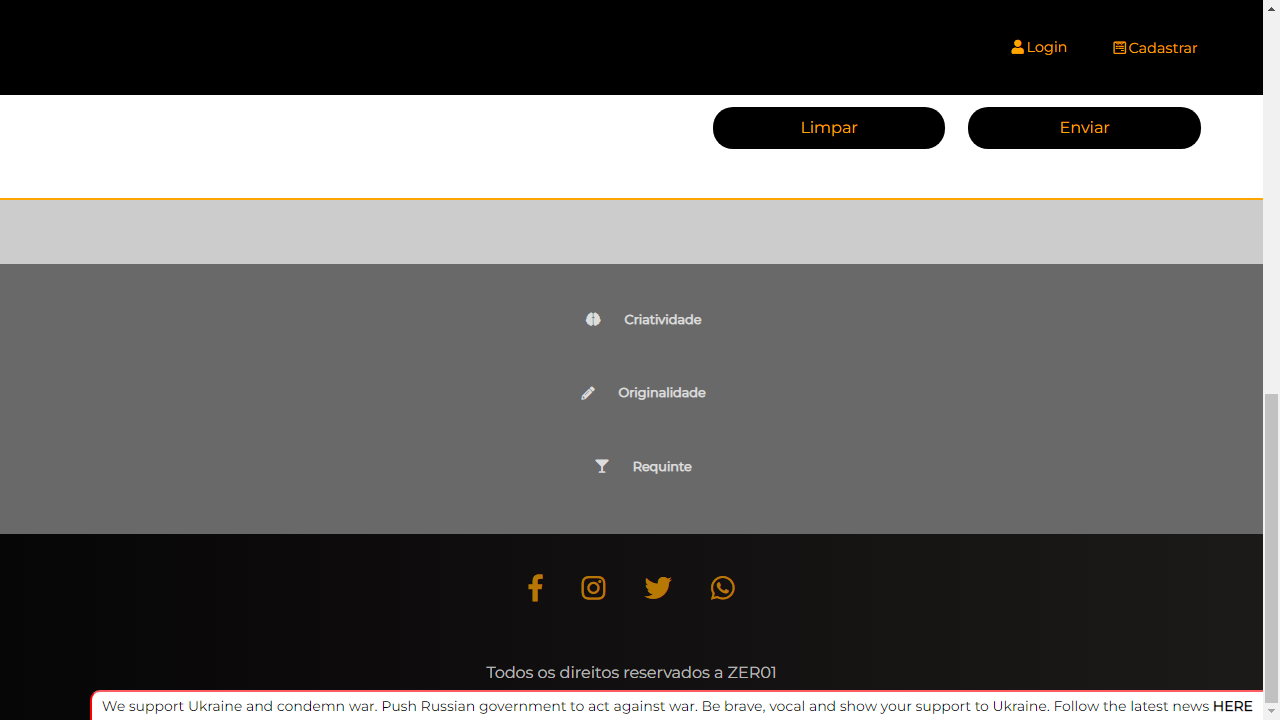 Login
Cadastrar
Limpar
Enviar
Criatividade
Originalidade
Requinte
Todos os direitos reservados a ZER01
We support Ukraine and condemn war. Push Russian government to act against war. Be brave, vocal and show your support to Ukraine. Follow the latest news HERE